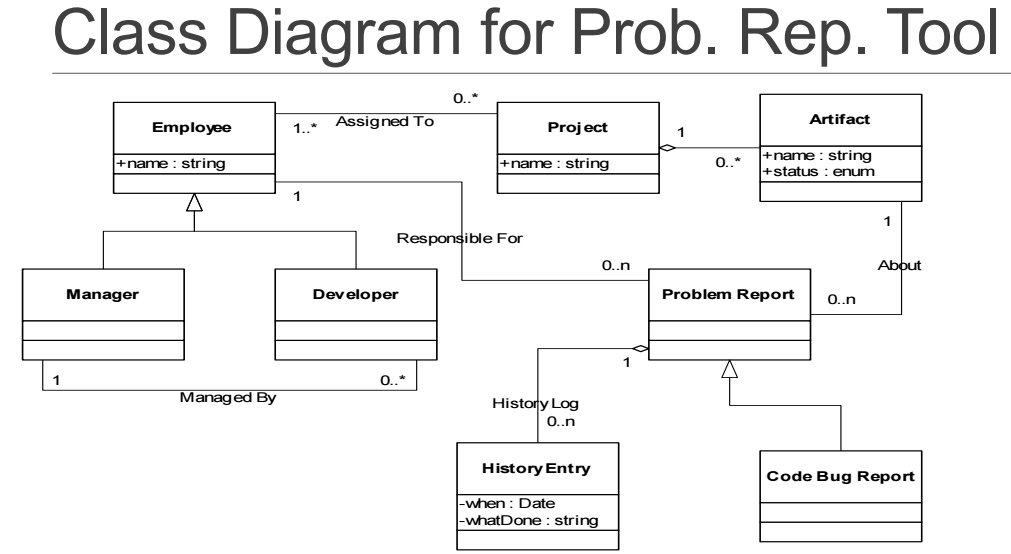 Class Diagram for Prob. Rep. Tool
Employee
+name : string
1..*
Assigned To
0..*
Project
+name : string
1
0..*
Artifact
+name : string
+status : enum
1
Responsible For
0..n
1
About
0..n
Manager
Developer
1
Managed By
0..*
Problem Report
1
History Log
0..n
History Entry
-when : Date
-whatDone : string
Code Bug Report